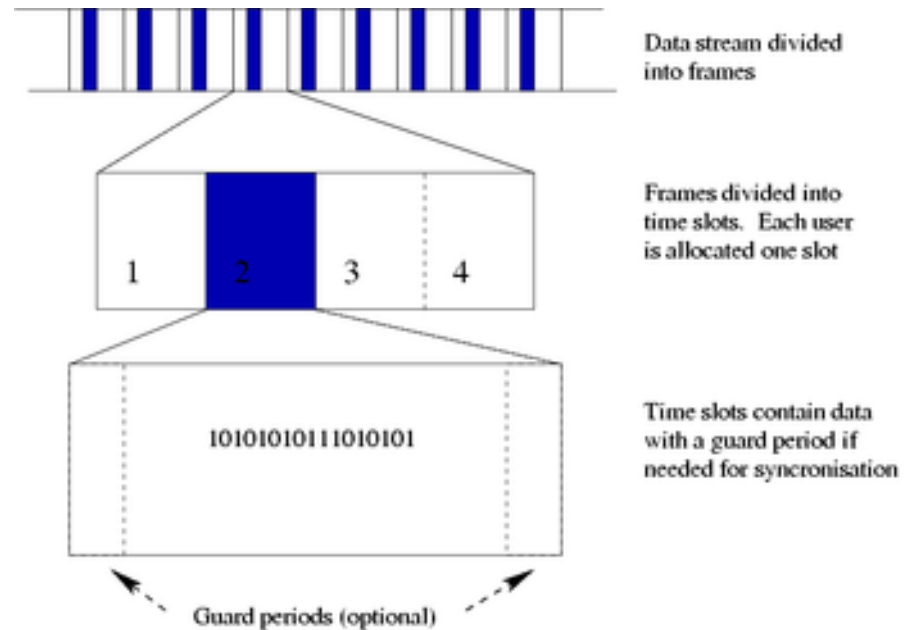 Data stream divided
into frames
Frames divided into
time slots. Each user
is allocated one slot
1 2 3 4
Time slots contain data
with a guard period if
needed for syncronisation
10101010111010101
Guard periods (optional)